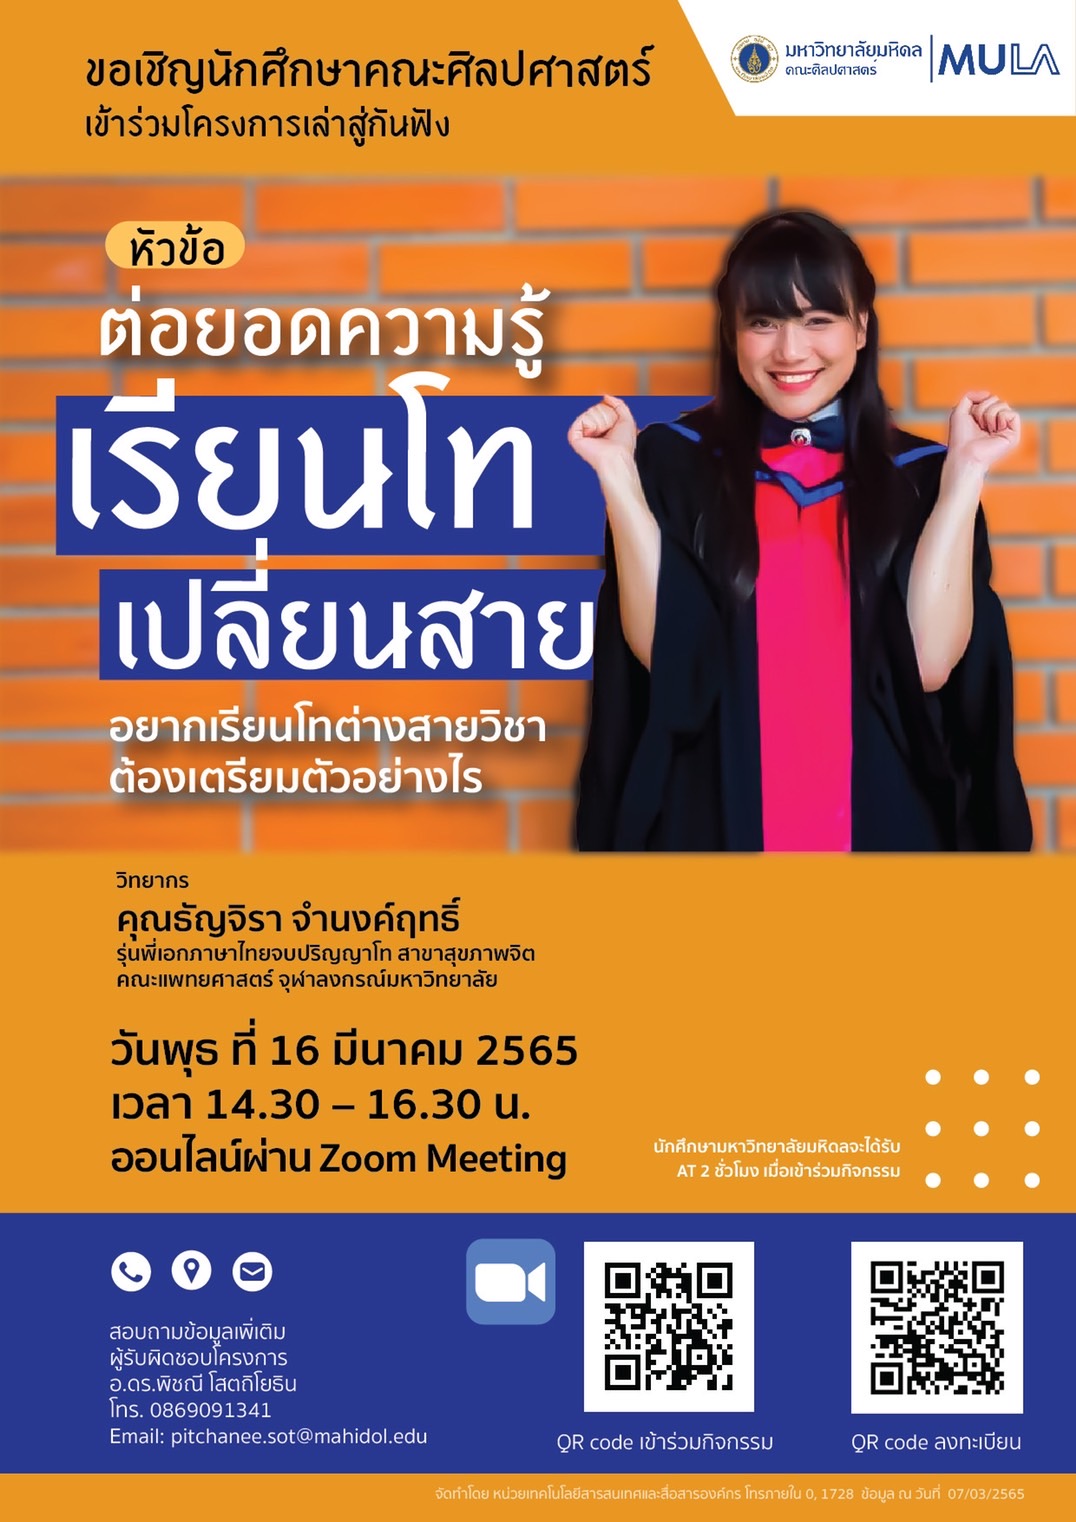 ขอเชิญนักศึกษาคณะศิลปศาสตร์
เข้าร่วมโครงการเล่าสู่กันฟัง
มหาวิทยาลัยมหิดล
คณะศิลปศาสตร์
MULA
หัวข้อ
ต่อยอดความรู้
เรียนโท
เปลี่ยนสาย
อยากเรียนโทต่างสายวิชา
ต้องเตรียมตัวอย่างไร
วิทยากร
คุณธัญจิรา จำนงค์ฤทธิ์
รุ่นพี่เอกภาษาไทยจบปริญญาโท สาขาสุขภาพจิต
คณะแพทยศาสตร์ จุฬาลงกรณ์มหาวิทยาลัย
วันพุธ ที่ 16 มีนาคม 2565
เวลา 14.30 – 16.30 น.
ออนไลน์ผ่าน Zoom Meeting
นักศึกษามหาวิทยาลัยมหิดลจะได้รับ
AT 2 ชั่วโมง เมื่อเข้าร่วมกิจกรรม
สอบถามข้อมูลเพิ่เติม
ผู้รับผิดชอบโครงการ
อ.ดร.พิชณี โสตถิโยธิน
โทร. 0869091341
Email: pitchanee.sot@mahidol.edu
QR code เข้าร่วมกิจกรรม
QR code ลงทะเบียน
จัดทำโดย หน่วยเทคโนโลยีสารสนเทศและสื่อสารองค์กร โทรภายใน 0, 1728 ข้อมูล ณ วันที่ 07/03/2565